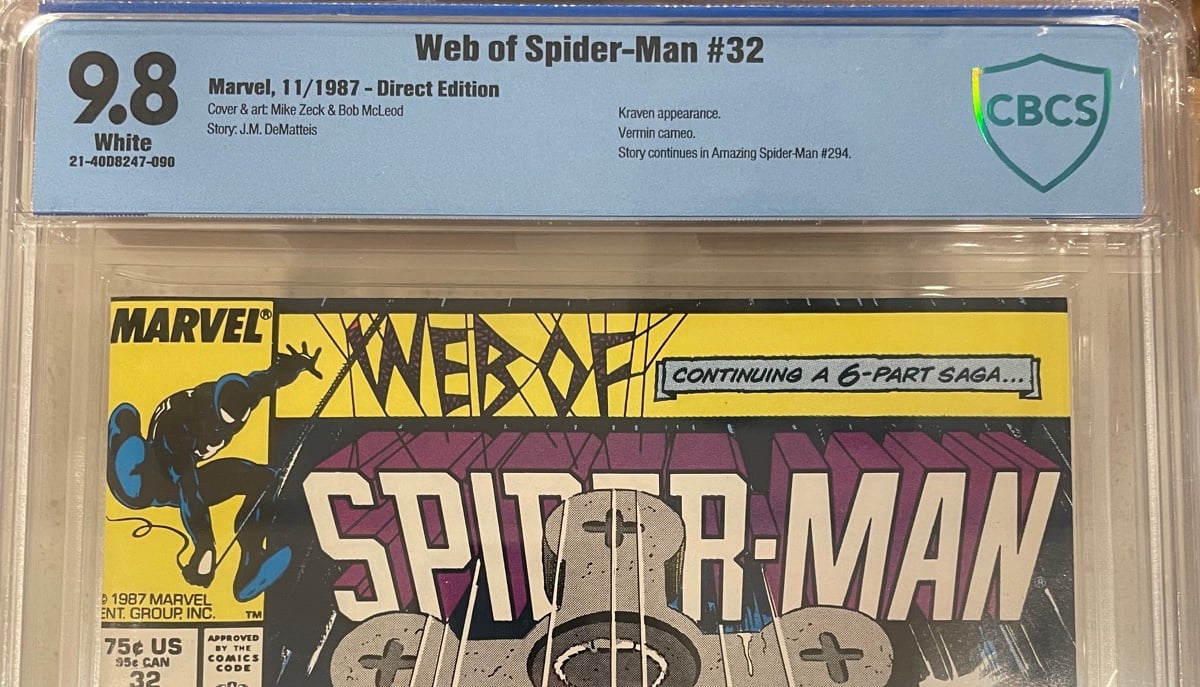 Web of Spider-Man #32
9.8
White
21-40D8247-090
Marvel, 11/1987 - Direct Edition
Cover & art: Mike Zeck & Bob McLeod
Story: J.M. DeMatteis
Kraven appearance.
Vermin cameo.
Story continues in Amazing Spider-Man #294.
CBCS
MARVEL®
WEB OF
CONTINUING A 6-PART SAGA...
SPIDER-MAN
®
© 1987 MARVEL
ENT. GROUP, INC. TM
75¢ US
95¢ CAN
32
APPROVED
BY THE
COMICS
CODE